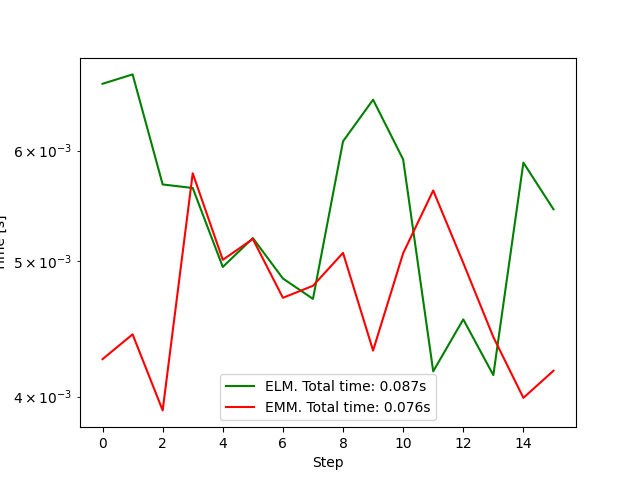 6 × 10⁻³
5 × 10⁻³
4 × 10⁻³
[s]
ELM. Total time: 0.087s
EMM. Total time: 0.076s
0 2 4 6 8 10 12 14
Step